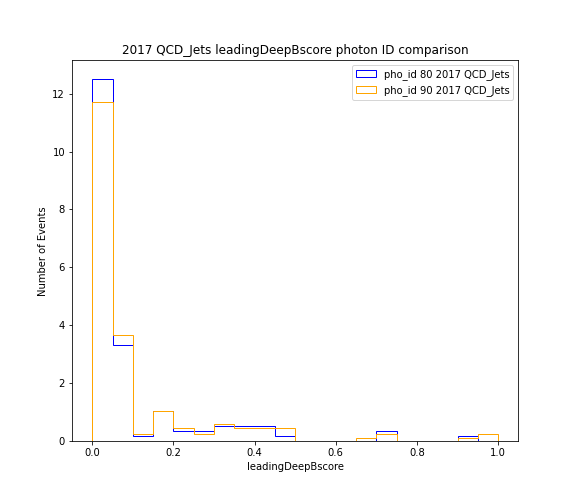 2017 QCD_Jets leadingDeepBscore photon ID comparison
pho_id 80 2017 QCD_Jets
pho_id 90 2017 QCD_Jets
Number of Events
12
10
8
6
4
2
0
0.0 0.2 0.4 0.6 0.8 1.0
leadingDeepBscore